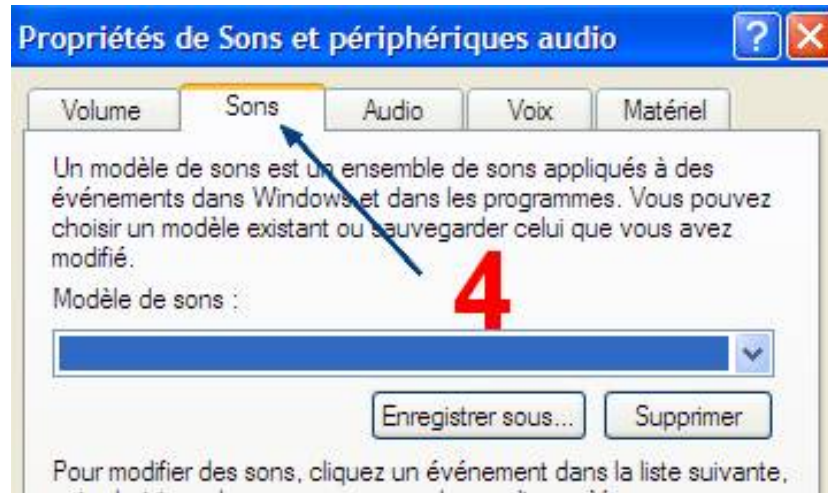 Propriétés de Sons et périphériques audio
Volume Sons Audio Voix Matériel
Un modèle de sons est un ensemble de sons appliqués à des
événements dans Windows et dans les programmes. Vous pouvez
choisir un modèle existant ou sauvegarder celui que vous avez
modifié.
4
Modèle de sons :
Enregistrer sous... Supprimer
Pour modifier des sons, cliquez un événement dans la liste suivante,